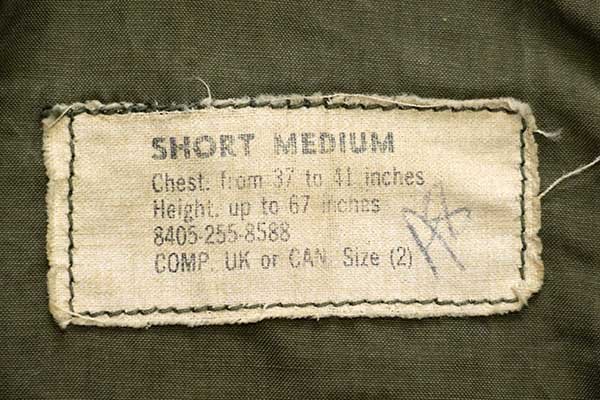 SHORT MEDIUM
Chest. from 37 to 41 inches
Height. up to 67 inches
8405-255-8588
COMP. UK or CAN. Size (2)